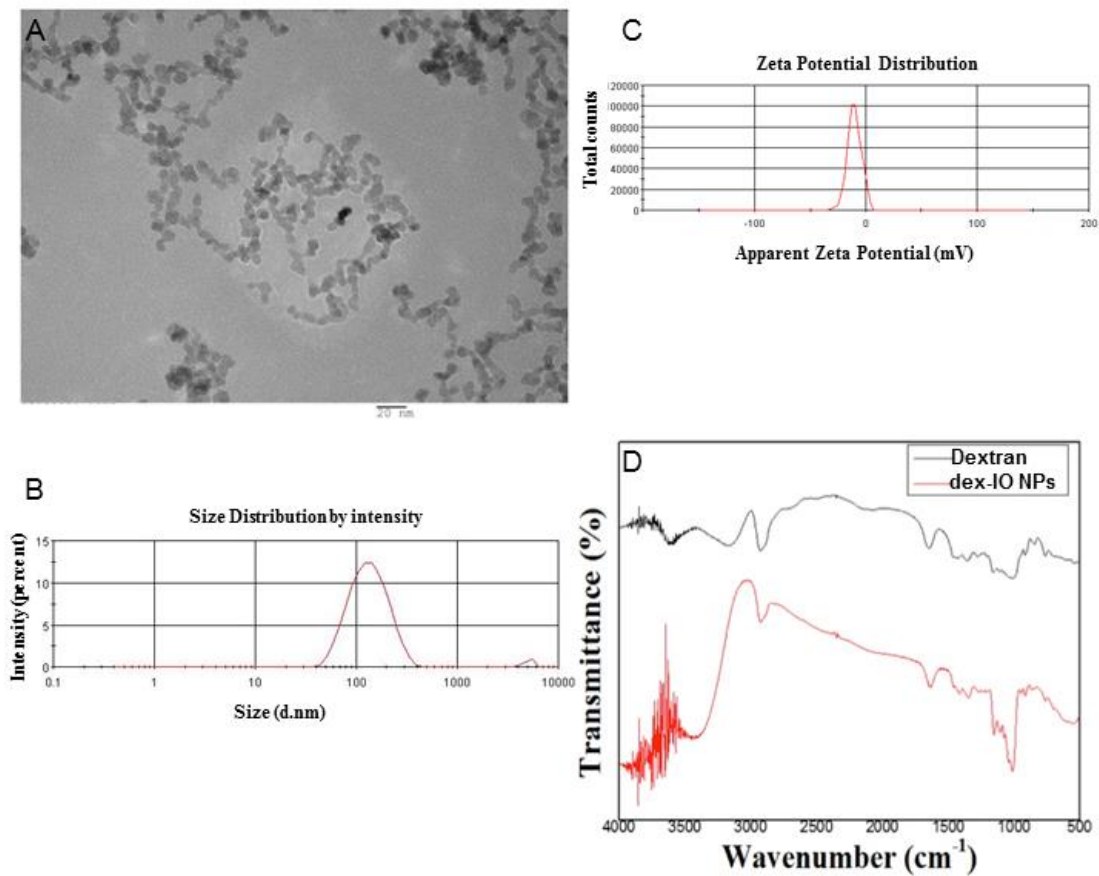 A
20 nm
B
Size Distribution by intensity
Intensity (percent)
15
10
5
0
0.1
1
10
100
1000
10000
Size (d.nm)
C
Zeta Potential Distribution
Total counts
120000
100000
80000
60000
40000
20000
0
-100
0
100
200
Apparent Zeta Potential (mV)
D
Dextran
dex-IO NPs
Transmittance (%)
4000
3500
3000
2500
2000
1500
1000
500
Wavenumber (cm⁻¹)